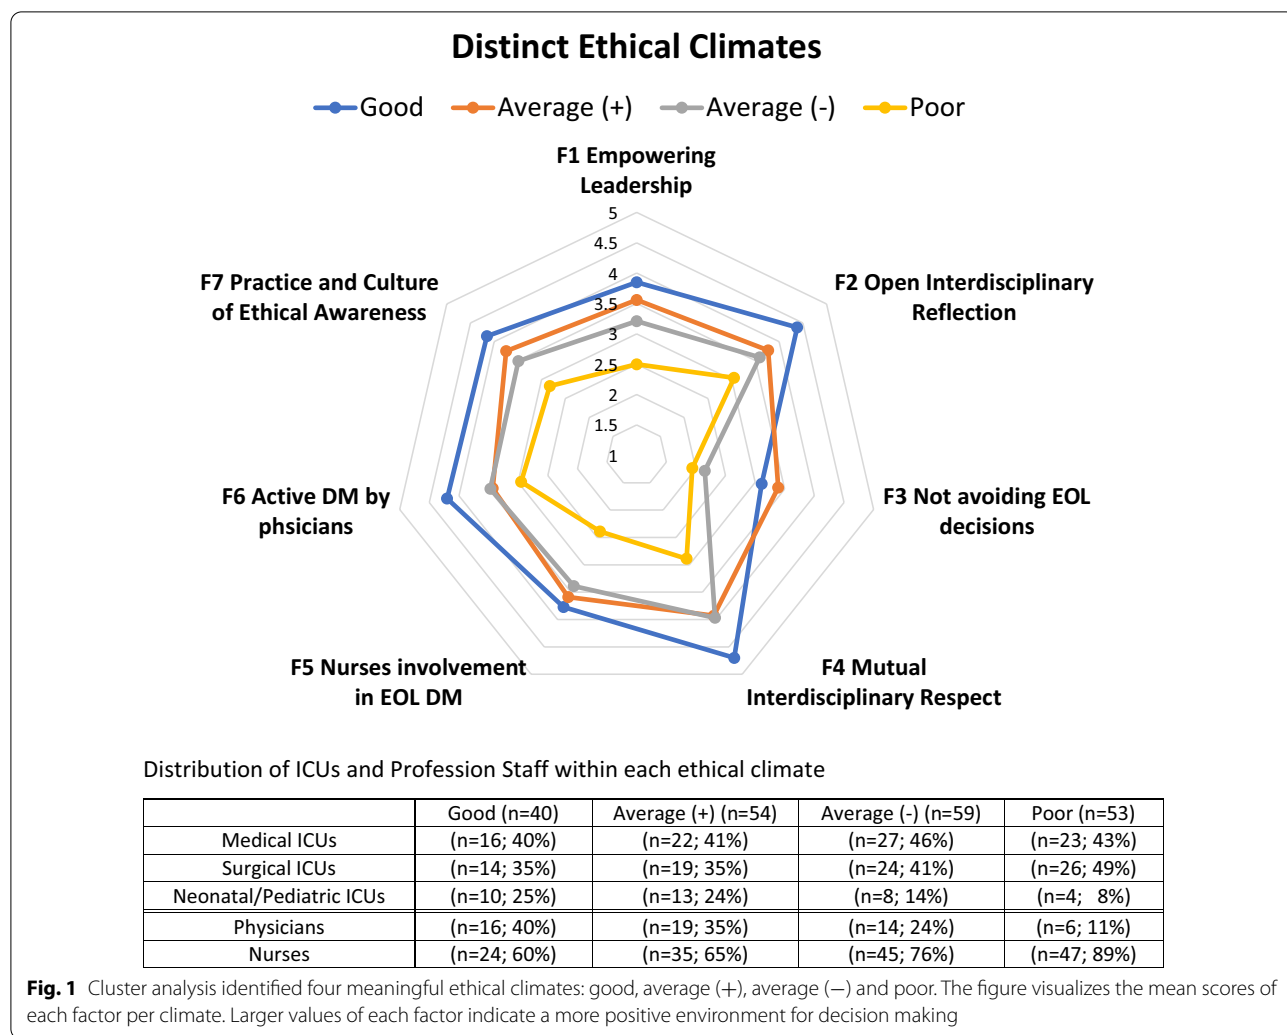 Distinct Ethical Climates
Good Average (+) Average (-) Poor
F1 Empowering
Leadership
F2 Open Interdisciplinary
Reflection
F3 Not avoiding EOL
decisions
F4 Mutual
Interdisciplinary Respect
F5 Nurses involvement
in EOL DM
F6 Active DM by
phsicians
F7 Practice and Culture
of Ethical Awareness
5
4.5
4
3.5
3
2.5
2
1.5
1
Distribution of ICUs and Profession Staff within each ethical climate
Good (n=40) Average (+) (n=54) Average (-) (n=59) Poor (n=53)
Medical ICUs (n=16; 40%) (n=22; 41%) (n=27; 46%) (n=23; 43%)
Surgical ICUs (n=14; 35%) (n=19; 35%) (n=24; 41%) (n=26; 49%)
Neonatal/Pediatric ICUs (n=10; 25%) (n=13; 24%) (n=8; 14%) (n=4; 8%)
Physicians (n=16; 40%) (n=19; 35%) (n=14; 24%) (n=6; 11%)
Nurses (n=24; 60%) (n=35; 65%) (n=45; 76%) (n=47; 89%)
Fig. 1 Cluster analysis identified four meaningful ethical climates: good, average (+), average (−) and poor. The figure visualizes the mean scores of
each factor per climate. Larger values of each factor indicate a more positive environment for decision making